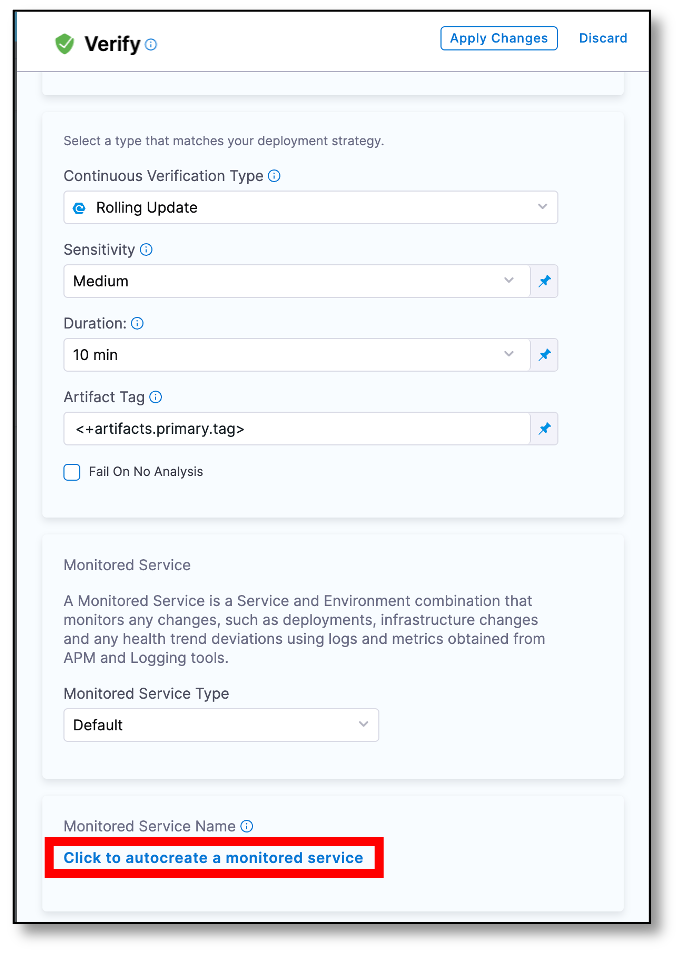 Verify
Apply Changes
Discard
Select a type that matches your deployment strategy.
Continuous Verification Type
Rolling Update
Sensitivity
Medium
Duration:
10 min
Artifact Tag
<+artifacts.primary.tag>
Fail On No Analysis
Monitored Service
A Monitored Service is a Service and Environment combination that
monitors any changes, such as deployments, infrastructure changes
and any health trend deviations using logs and metrics obtained from
APM and Logging tools.
Monitored Service Type
Default
Monitored Service Name
Click to autocreate a monitored service